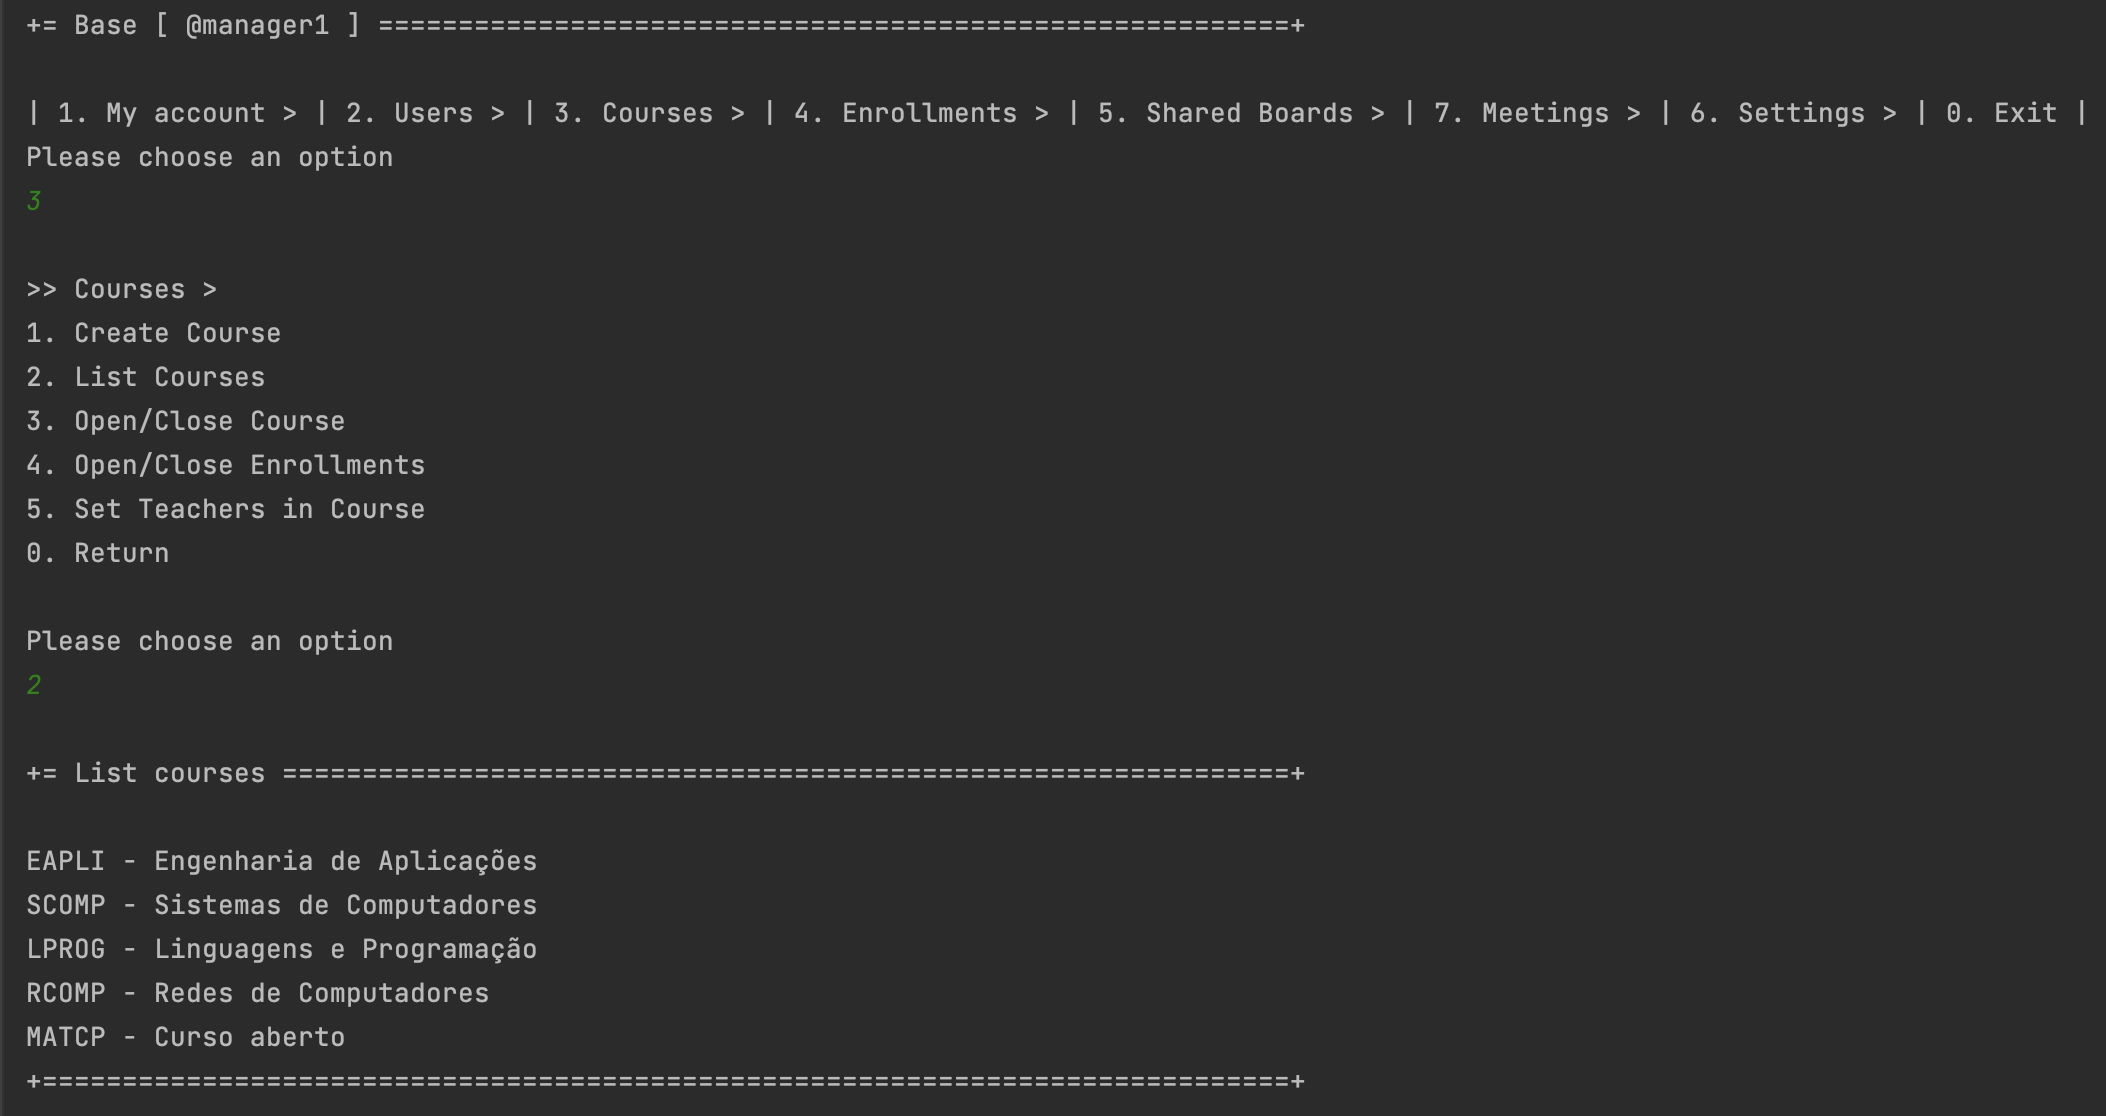 += Base [ @manager1 ] =========================================================+
| 1. My account > | 2. Users > | 3. Courses > | 4. Enrollments > | 5. Shared Boards > | 7. Meetings > | 6. Settings > | 0. Exit |
Please choose an option
3
>> Courses >
1. Create Course
2. List Courses
3. Open/Close Course
4. Open/Close Enrollments
5. Set Teachers in Course
0. Return
Please choose an option
2
+= List courses ===============================================================+
EAPLI - Engenharia de Aplicações
SCOMP - Sistemas de Computadores
LPROG - Linguagens e Programação
RCOMP - Redes de Computadores
MATCP - Curso aberto
+==============================================================================+